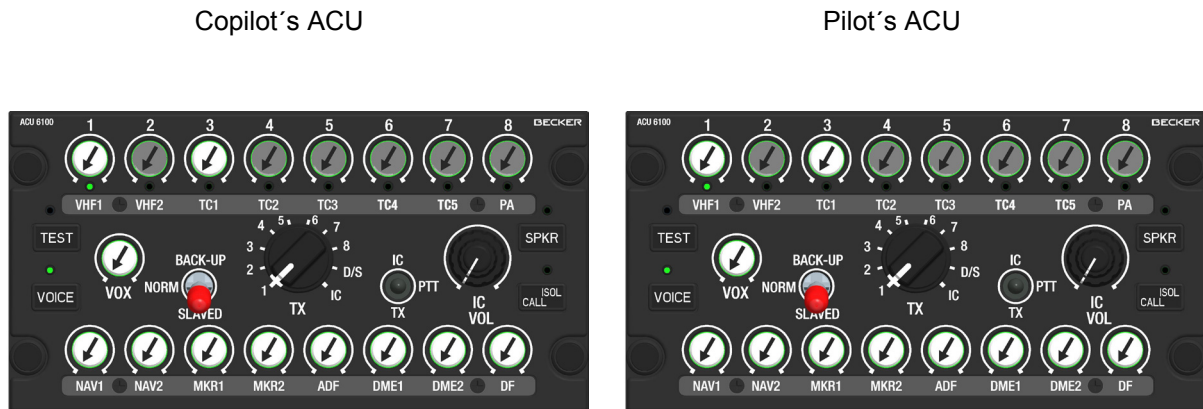 Copilot´s ACU
Pilot´s ACU
ACU 6100 1 2 3 4 5 6 7 8 BECKER
VHF1 VHF2 TC1 TC2 TC3 TC4 TC5 PA
TEST
VOICE
VOX
BACK-UP
NORM
SLAVED
1 2 3 4 5 6 7 8 D/S IC
TX
IC
PTT
TX
IC
VOL
SPKR
ISOL
CALL
NAV1 NAV2 MKR1 MKR2 ADF DME1 DME2 DF
ACU 6100 1 2 3 4 5 6 7 8 BECKER
VHF1 VHF2 TC1 TC2 TC3 TC4 TC5 PA
TEST
VOICE
VOX
BACK-UP
NORM
SLAVED
1 2 3 4 5 6 7 8 D/S IC
TX
IC
PTT
TX
IC
VOL
SPKR
ISOL
CALL
NAV1 NAV2 MKR1 MKR2 ADF DME1 DME2 DF